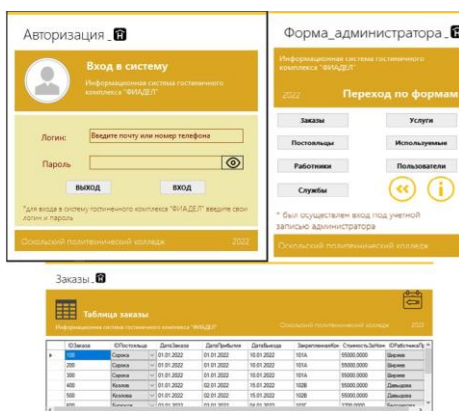 Авторизация_
Вход в систему
Информационная система гостиничного
комплекса "ФИАДЕЛ"
Логин:
Введите почту или номер телефона
Пароль
ВЫХОД
ВХОД
*для входа в систему гостиничного комплекса "ФИАДЕЛ" введите свои
логин и пароль
Оскольский политехнический колледж
2022
Форма_администратора_
Информационная система гостиничного
комплекса "ФИАДЕЛ"
2022
Переход по формам
Заказы
Услуги
Постояльцы
Используемые
Работники
Пользователи
Службы
* был осуществлен вход под учетной
записью администратора
Оскольский политехнический колледж
Заказы_
Таблица заказы
Информационная система гостиничного комплекса "ФИАДЕЛ"
Оскольский политехнический колледж 2022
IDЗаказа IDПостояльца ДатаЗаказа ДатаПрибытия ДатаВыезда
100 Сорока 01.01.2022 01.01.2022 10.01.2022 101А 55000,0000 Ширяев
200 Сорока 01.01.2022 01.01.2022 10.01.2022 101А 55000,0000 Ширяев
300 Сорока 01.01.2022 01.01.2022 10.01.2022 101А 55000,0000 Ширяев
400 Козлов 01.01.2022 02.01.2022 15.01.2022 102В 55000,0000 Давыдова
500 Козлова 01.01.2022 02.01.2022 15.01.2022 102В 55000,0000 Давыдова